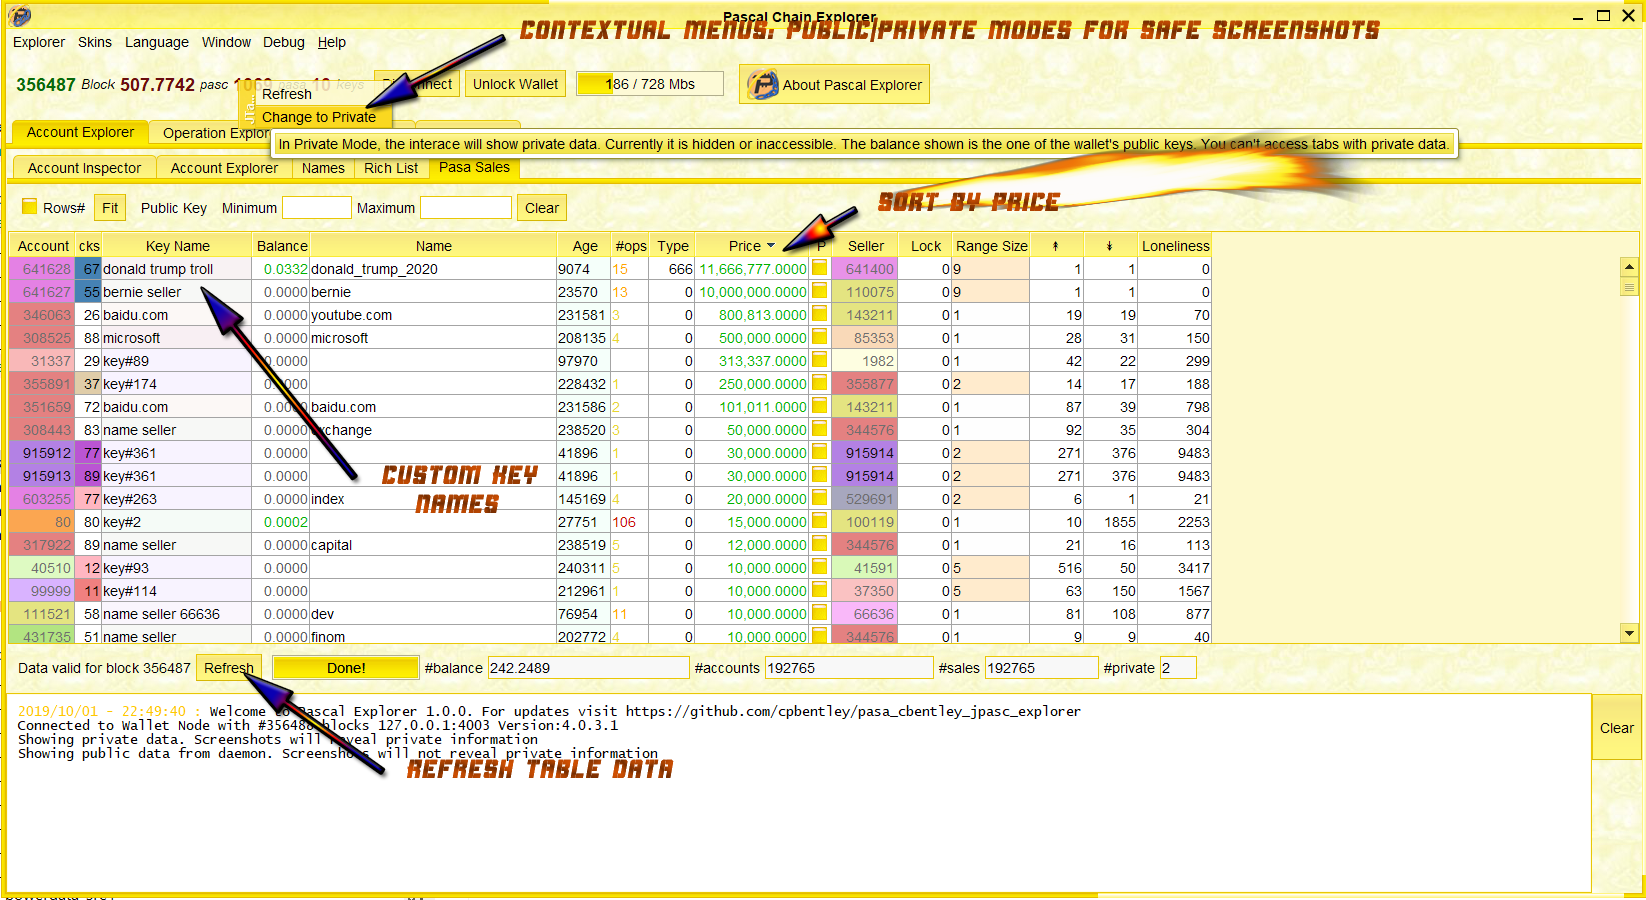 Pascal Chain Explorer
CONTEXTUAL MENUS: PUBLIC/PRIVATE MODES FOR SAFE SCREENSHOTS
Explorer Skins Language Window Debug Help
356487 Block 507.7742 pasc 1069 pasa 10 keys Unlock Wallet 186 / 728 Mbs About Pascal Explorer
Refresh
Change to Private
Account Explorer Operation Explor
In Private Mode, the interace will show private data. Currently it is hidden or inaccessible. The balance shown is the one of the wallet's public keys. You can't access tabs with private data.
Account Inspector Account Explorer Names Rich List Pasa Sales
SORT BY PRICE
Rows# Fit Public Key Minimum Maximum Clear
Account cks Key Name Balance Name Age #ops Type Price P Seller Lock Range Size Loneliness
641628 67 donald trump troll 0.0332 donald_trump_2020 9074 15 666 11,666,777.0000 641400 0 9 1 1 0
641627 55 bernie seller 0.0000 bernie 23570 13 0 10,000,000.0000 110075 0 9 1 1 0
346063 26 baidu.com 0.0000 youtube.com 231581 3 0 800,813.0000 143211 0 1 19 19 70
308525 88 microsoft 0.0000 microsoft 208135 4 0 500,000.0000 85353 0 1 28 31 150
31337 29 key#89 0.0000 97970 0 313,337.0000 1982 0 1 42 22 299
355891 37 key#174 0.0000 228432 1 0 250,000.0000 355877 0 2 14 17 188
351659 72 baidu.com 0.0000 baidu.com 231586 2 0 101,011.0000 143211 0 1 87 39 798
308443 83 name seller 0.0000 exchange 238520 3 0 50,000.0000 344576 0 1 92 35 304
915912 77 key#361 0.0000 41896 1 0 30,000.0000 915914 0 2 271 376 9483
915913 89 key#361 0.0000 41896 1 0 30,000.0000 915914 0 2 271 376 9483
603255 77 key#263 0.0000 index 145169 4 0 20,000.0000 529691 0 2 6 1 21
80 80 key#2 0.0002 27751 #106 0 15,000.0000 100119 0 1 10 1855 2253
317922 89 name seller 0.0000 capital 238519 5 0 12,000.0000 344576 0 1 21 16 113
40510 12 key#93 0.0000 240311 5 0 10,000.0000 41591 0 5 516 50 3417
99999 11 key#114 0.0000 212961 1 0 10,000.0000 37350 0 5 63 150 1567
111521 58 name seller 66636 0.0000 dev 76954 11 0 10,000.0000 66636 0 1 81 108 877
431735 51 name seller 0.0000 finom 202772 4 0 10,000.0000 344576 0 1 9 9 40
CUSTOM KEY
NAMES
Data valid for block 356487 Refresh Done! #balance 242.2489 #accounts 192765 #sales 192765 #private 2
2019/10/01 - 22:49:40 : Welcome to Pascal Explorer 1.0.0. For updates visit https://github.com/cpbentley/pasa_cbentley_jpasc_explorer
Connected to Wallet Node with #356488 blocks 127.0.0.1:4003 Version:4.0.3.1
Showing private data. Screenshots will reveal private information
Showing public data from daemon. Screenshots will not reveal private information
Clear
REFRESH TABLE DATA